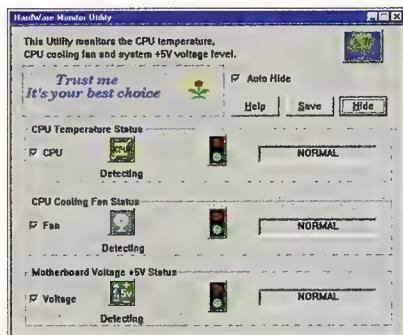 HardWare Monitor Utility
This Utility monitors the CPU temperature,
CPU cooling fan and system +5V voltage level.
Trust me
It's your best choice
Auto Hide
Help Save Hide
CPU Temperature Status
CPU
NORMAL
Detecting
CPU Cooling Fan Status
Fan
NORMAL
Detecting
Motherboard Voltage +5V Status
Voltage
NORMAL
Detecting